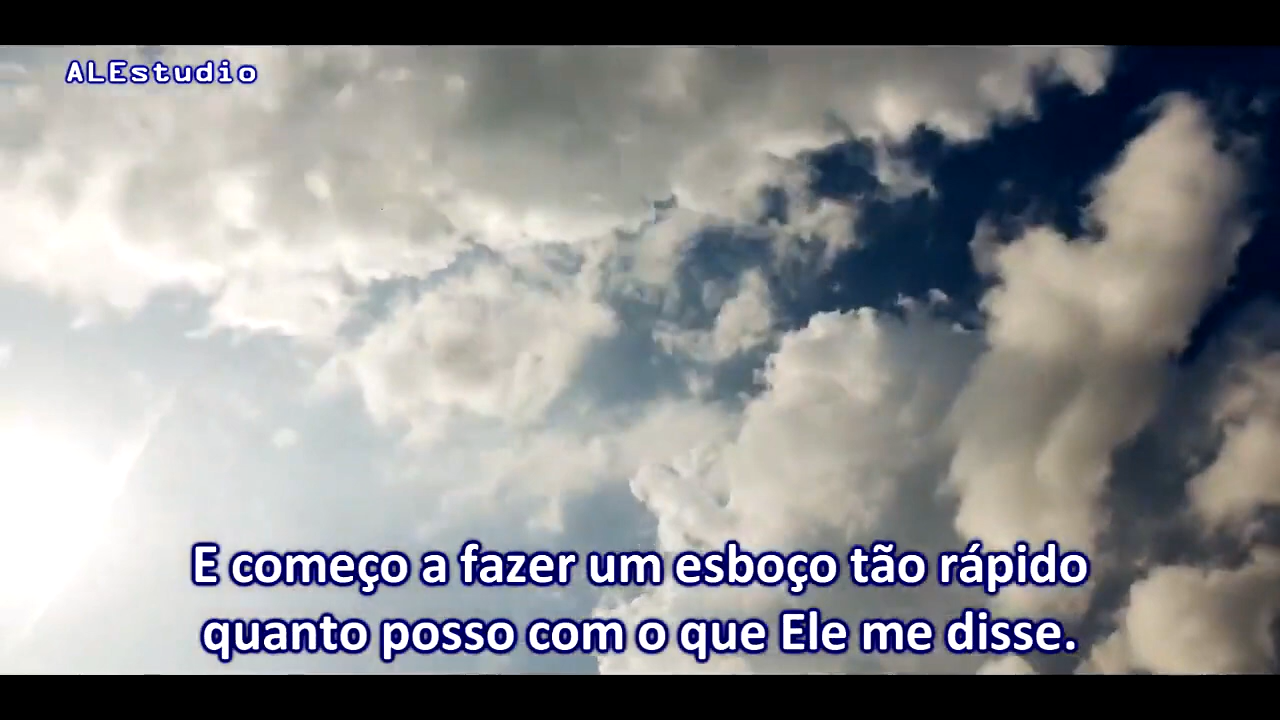 ALEstudio
E começo a fazer um esboço tão rápido
quanto posso com o que Ele me disse.